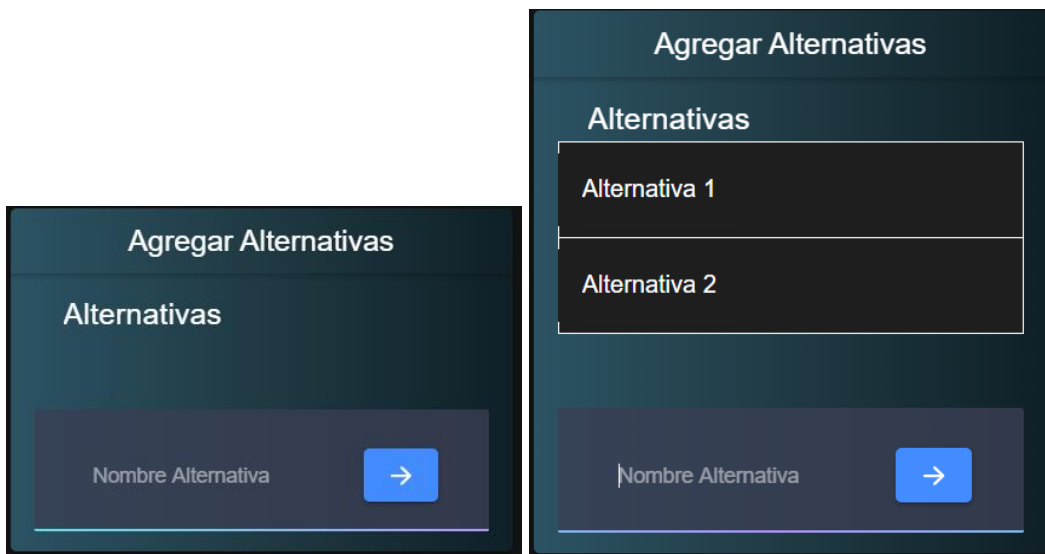 Agregar Alternativas
Alternativas
Nombre Alternativa
Agregar Alternativas
Alternativas
Alternativa 1
Alternativa 2
Nombre Alternativa